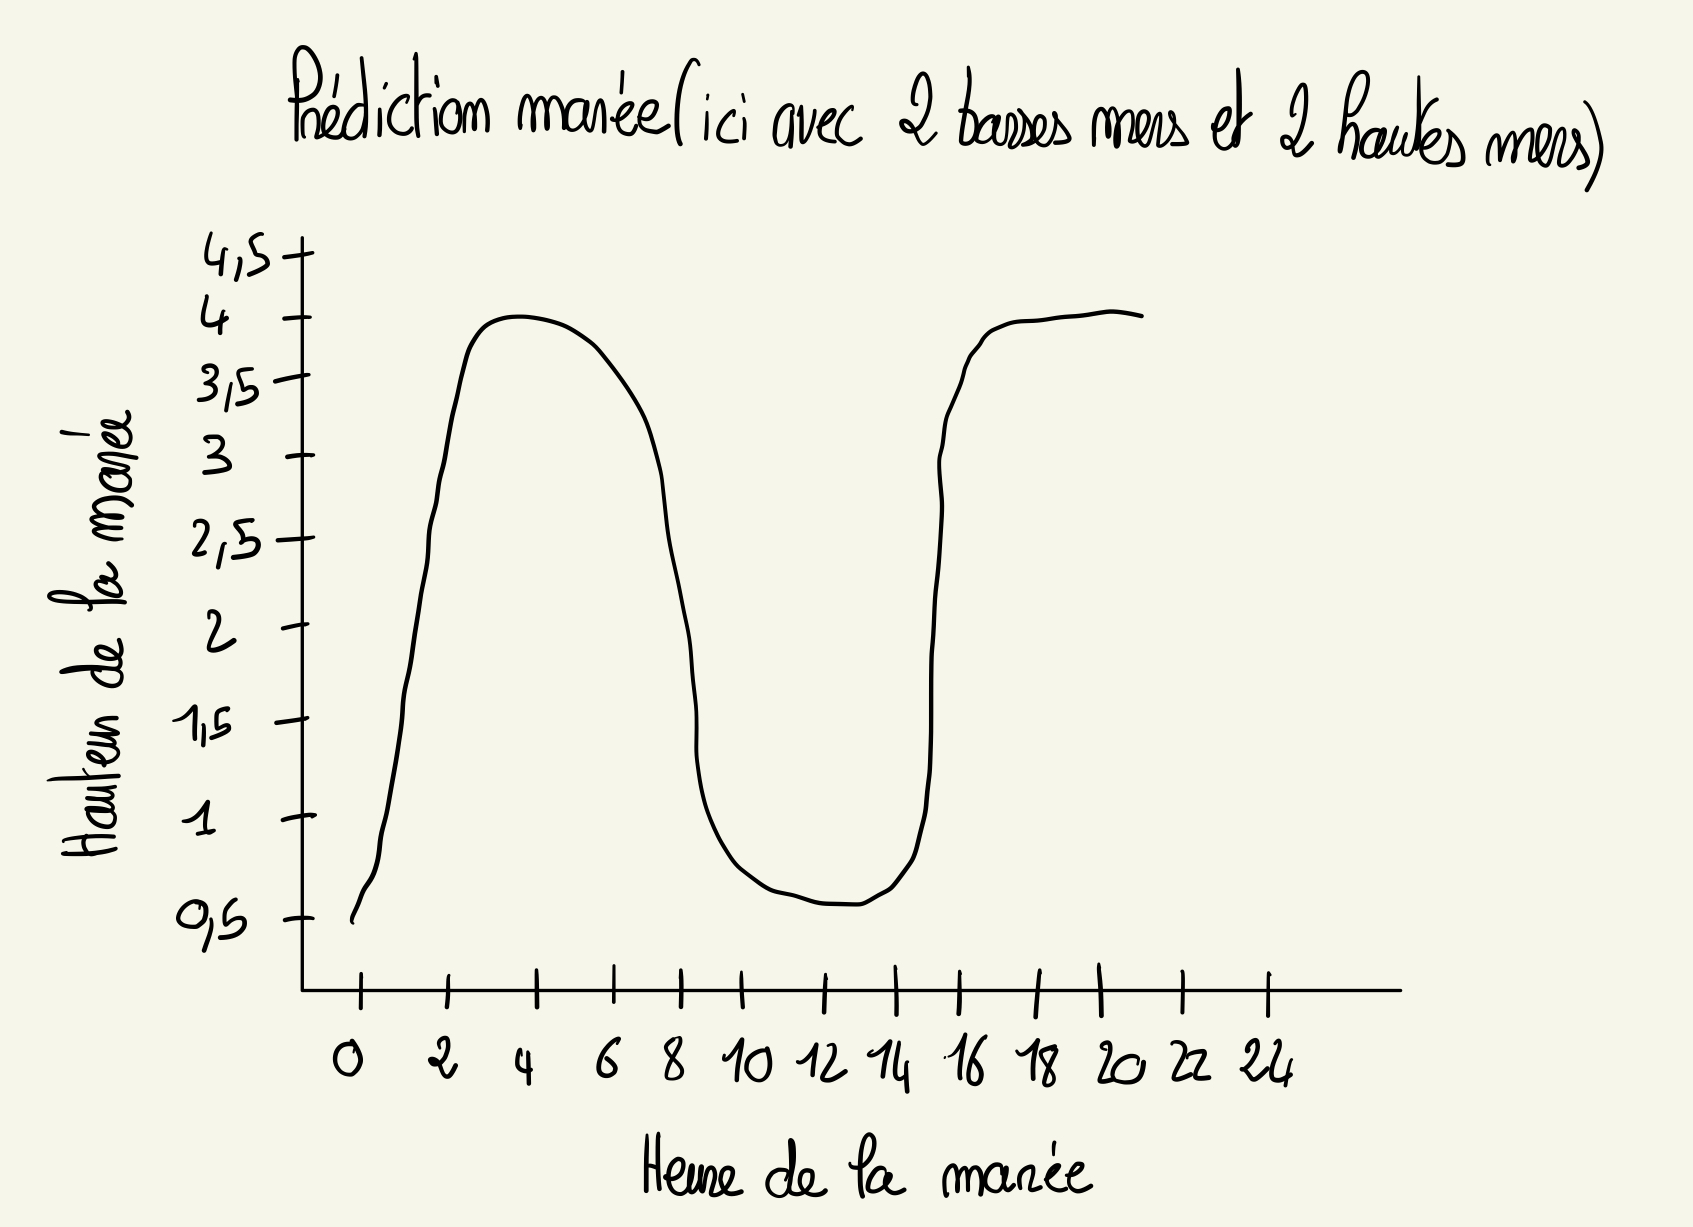 Prédiction marée (ici avec 2 basses mers et 2 hautes mers)
4,5
4
3,5
3
2,5
2
1,5
1
0,5
Hauteur de la marée
0 2 4 6 8 10 12 14 16 18 20 22 24
Heure de la marée